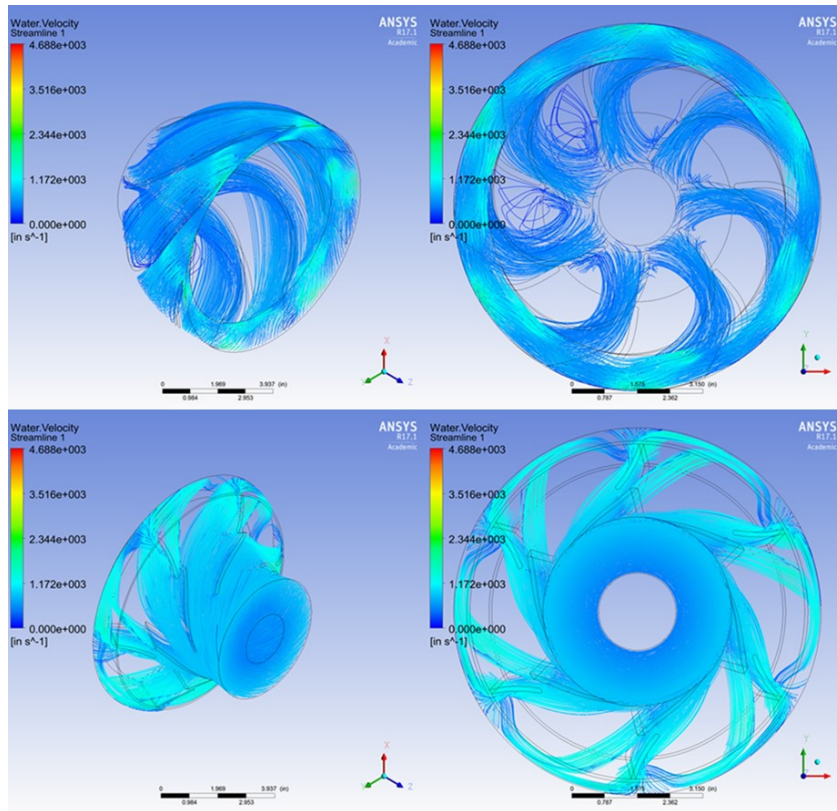 Water.Velocity
Streamline 1
4.688e+003
3.516e+003
2.344e+003
1.172e+003
0.000e+000
[in s^-1]
ANSYS
R17.1
Academic
0 1.969 3.937 (in)
0.984 2.953
X
Y
Z
Water.Velocity
Streamline 1
4.688e+003
3.516e+003
2.344e+003
1.172e+003
0.000e+000
[in s^-1]
ANSYS
R17.1
Academic
0 1.575 3.150 (in)
0.787 2.362
Y
Z
Water.Velocity
Streamline 1
4.688e+003
3.516e+003
2.344e+003
1.172e+003
0.000e+000
[in s^-1]
ANSYS
R17.1
Academic
0 1.969 3.937 (in)
0.984 2.953
X
Y
Z
Water.Velocity
Streamline 1
4.688e+003
3.516e+003
2.344e+003
1.172e+003
0.000e+000
[in s^-1]
ANSYS
R17.1
Academic
0 1.575 3.150 (in)
0.787 2.362
Y
Z